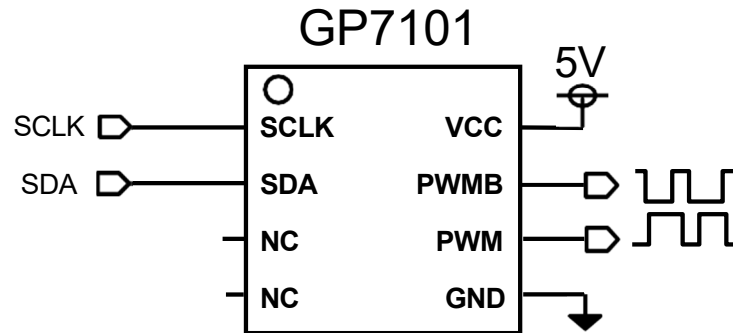 GP7101
5V
SCLK SCLK VCC
SDA SDA PWMB
NC PWM
NC GND